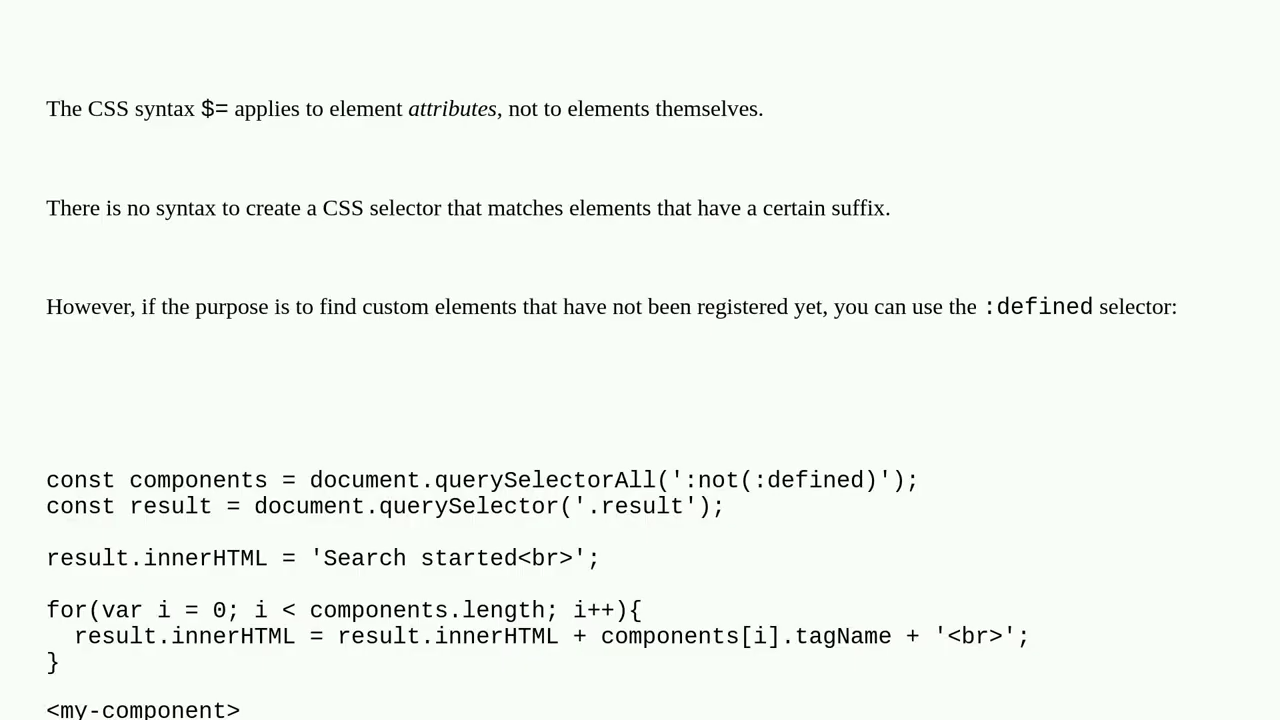 The CSS syntax $= applies to element attributes, not to elements themselves.
There is no syntax to create a CSS selector that matches elements that have a certain suffix.
However, if the purpose is to find custom elements that have not been registered yet, you can use the :defined selector:
const components = document.querySelectorAll(':not(:defined)');
const result = document.querySelector('.result');
result.innerHTML = 'Search started<br>';
for(var i = 0; i < components.length; i++){
  result.innerHTML = result.innerHTML + components[i].tagName + '<br>';
}
<my-component>